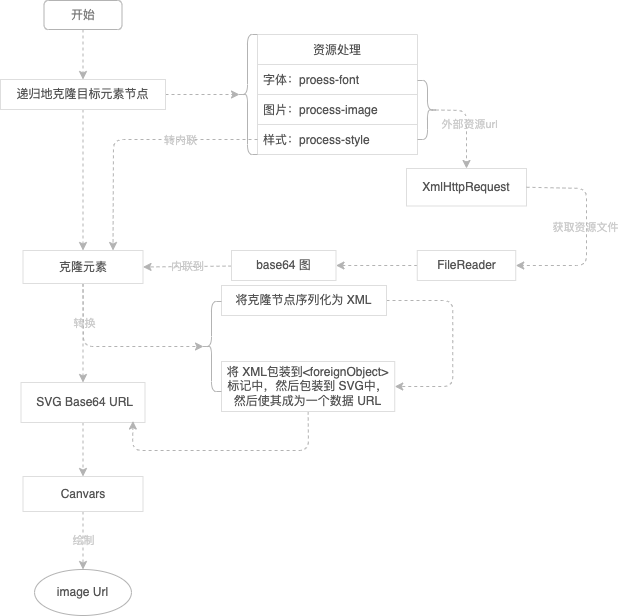 开始
资源处理
递归地克隆目标元素节点
字体：proess-font
图片：process-image
外部资源url
转内联
样式：process-style
XmlHttpRequest
获取资源文件
克隆元素
内联到
base64 图
FileReader
将克隆节点序列化为 XML
转换
将 XML包装到<foreignObject>
标记中，然后包装到 SVG中，
然后使其成为一个数据 URL
SVG Base64 URL
Canvars
绘制
image Url